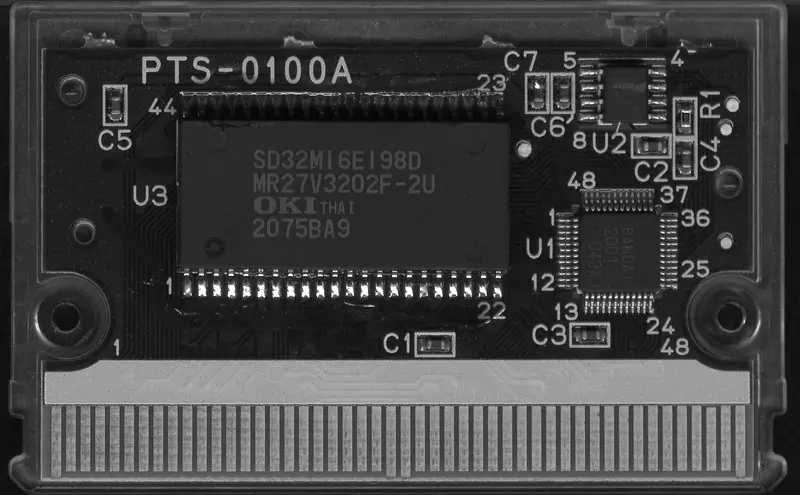 PTS-0100A
C7
5
4
23
44
C5
C6
8
U2
R1
C2
C4
SD32M16E198D
MR27V3202F-2U
OKI THAI
2075BA9
U3
48
37
1
36
U1
2001
12
25
1
22
13
24
C1
C3
1
48